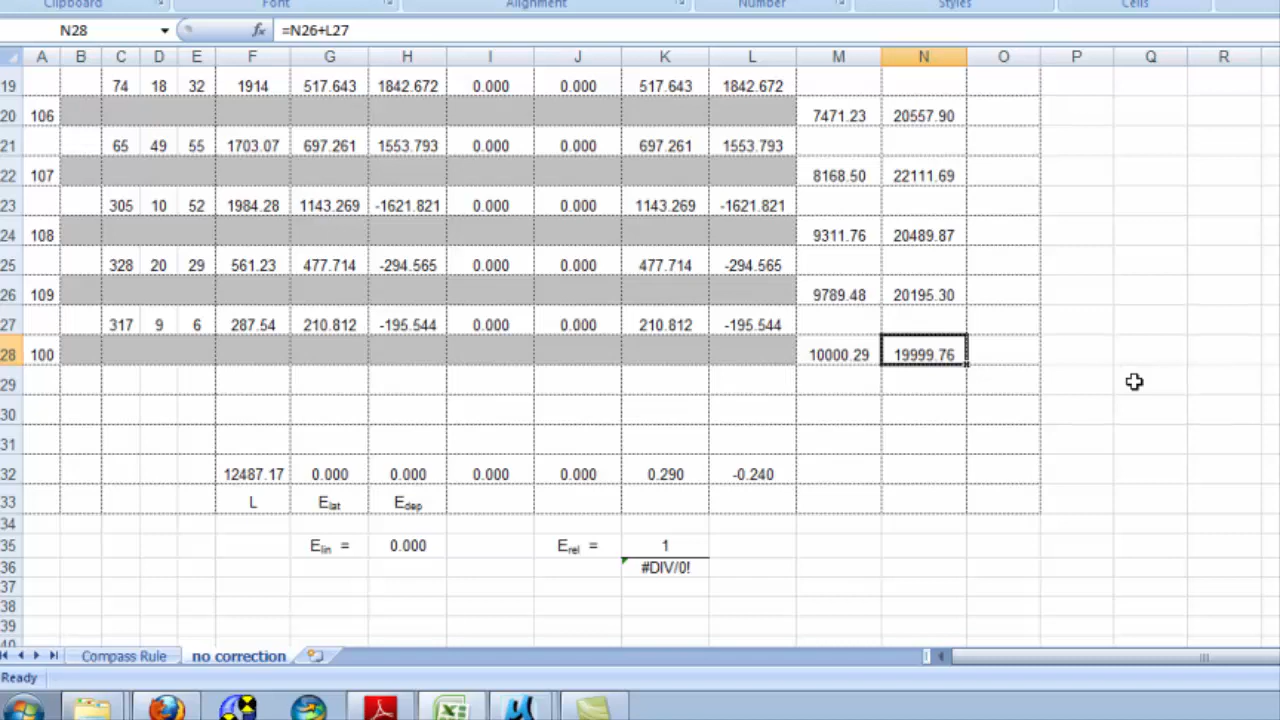 Clipboard Font Alignment Number Styles Cells
N28 fx =N26+L27
A B C D E F G H I J K L M N O P Q R
19 74 18 32 1914 517.643 1842.672 0.000 0.000 517.643 1842.672
20 106 7471.23 20557.90
21 65 49 55 1703.07 697.261 1553.793 0.000 0.000 697.261 1553.793
22 107 8168.50 22111.69
23 305 10 52 1984.28 1143.269 -1621.821 0.000 0.000 1143.269 -1621.821
24 108 9311.76 20489.87
25 328 20 29 561.23 477.714 -294.565 0.000 0.000 477.714 -294.565
26 109 9789.48 20195.30
27 317 9 6 287.54 210.812 -195.544 0.000 0.000 210.812 -195.544
28 100 10000.29 19999.76
29
30
31
32 12487.17 0.000 0.000 0.000 0.000 0.290 -0.240
33 L Elat Edep
34
35 Elin = 0.000 Erel = 1
36 #DIV/0!
37
38
39
40
Compass Rule no correction
Ready